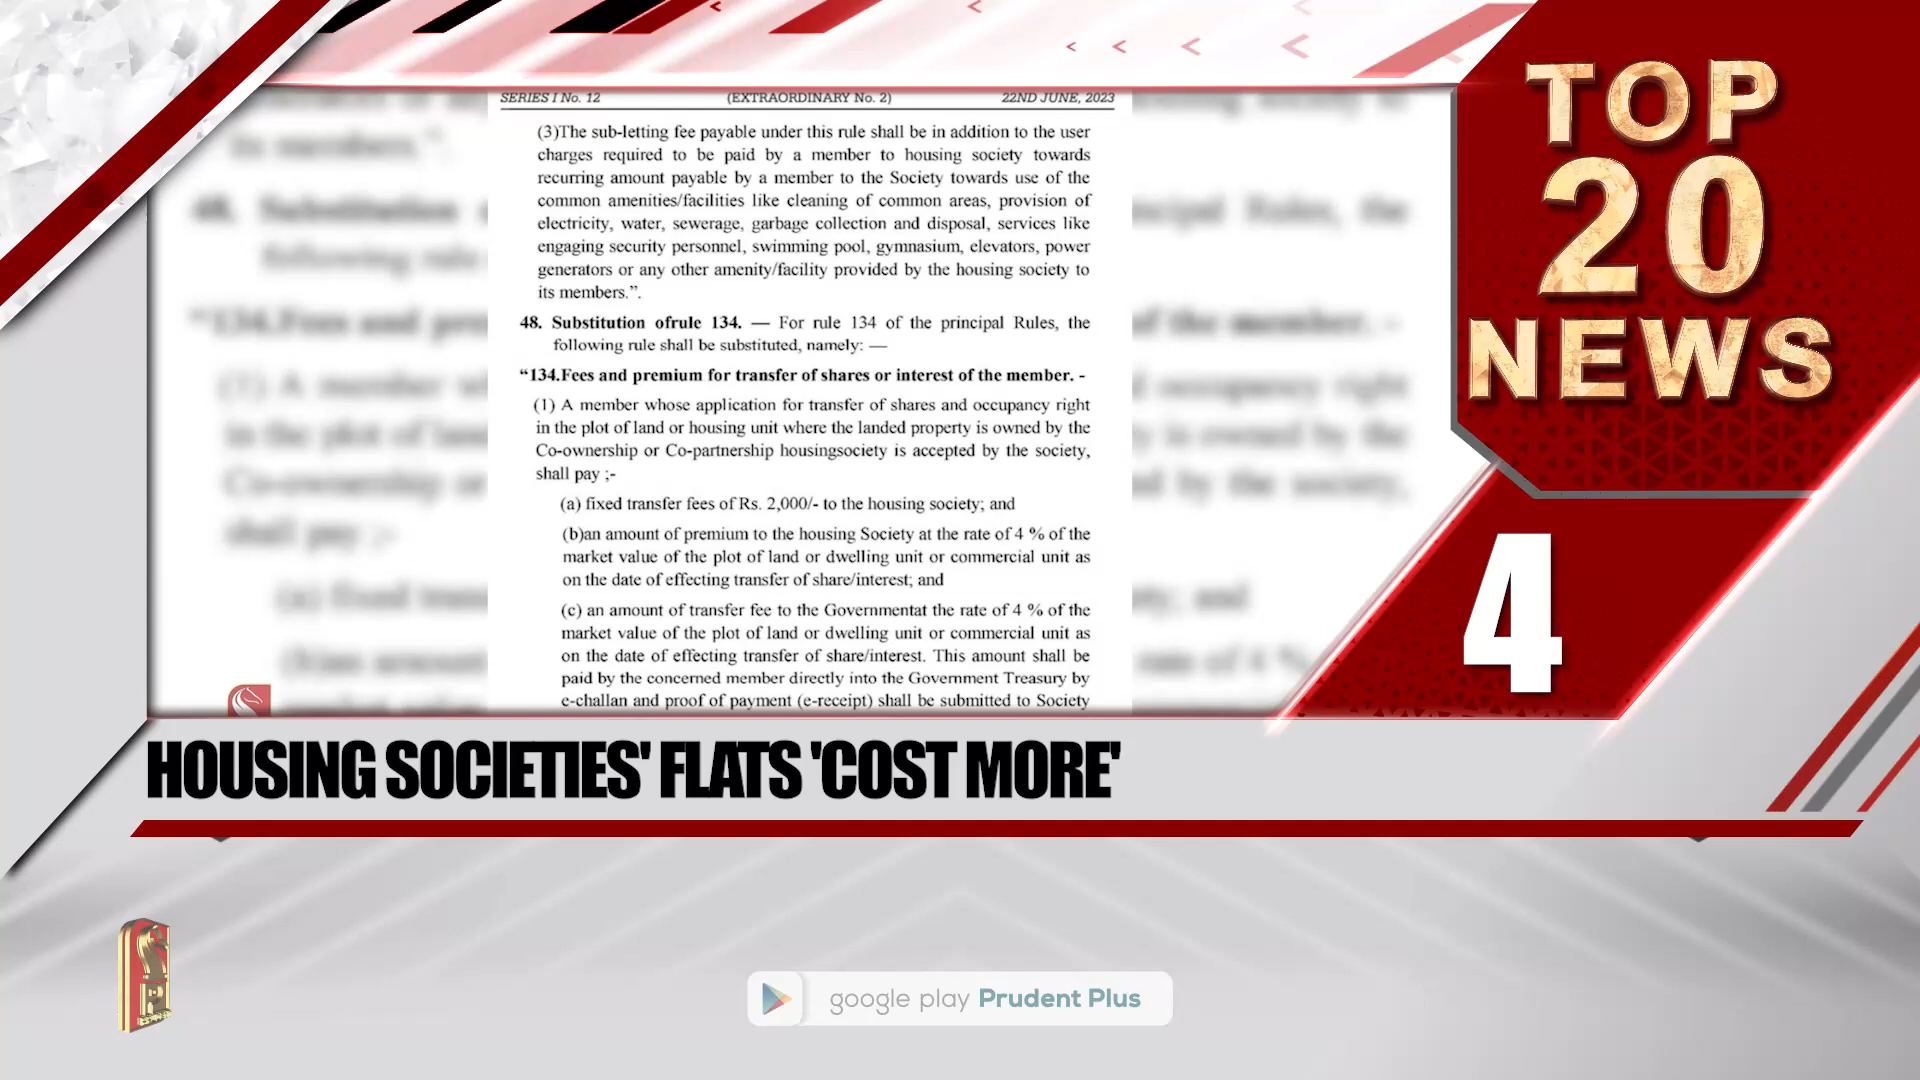 SERIES I No. 12 (EXTRAORDINARY No. 2) 22ND JUNE, 2023
(3)The sub-letting fee payable under this rule shall be in addition to the user
charges required to be paid by a member to housing society towards
recurring amount payable by a member to the Society towards use of the
common amenities/facilities like cleaning of common areas, provision of
electricity, water, sewerage, garbage collection and disposal, services like
engaging security personnel, swimming pool, gymnasium, elevators, power
generators or any other amenity/facility provided by the housing society to
its members.”.
48. Substitution ofrule 134. — For rule 134 of the principal Rules, the
following rule shall be substituted, namely: —
“134.Fees and premium for transfer of shares or interest of the member. -
(1) A member whose application for transfer of shares and occupancy right
in the plot of land or housing unit where the landed property is owned by the
Co-ownership or Co-partnership housingsociety is accepted by the society,
shall pay ;-
(a) fixed transfer fees of Rs. 2,000/- to the housing society; and
(b)an amount of premium to the housing Society at the rate of 4 % of the
market value of the plot of land or dwelling unit or commercial unit as
on the date of effecting transfer of share/interest; and
(c) an amount of transfer fee to the Governmentat the rate of 4 % of the
market value of the plot of land or dwelling unit or commercial unit as
on the date of effecting transfer of share/interest. This amount shall be
paid by the concerned member directly into the Government Treasury by
e-challan and proof of payment (e-receipt) shall be submitted to Society
TOP
20
NEWS
4
HOUSING SOCIETIES' FLATS 'COST MORE'
google play Prudent Plus